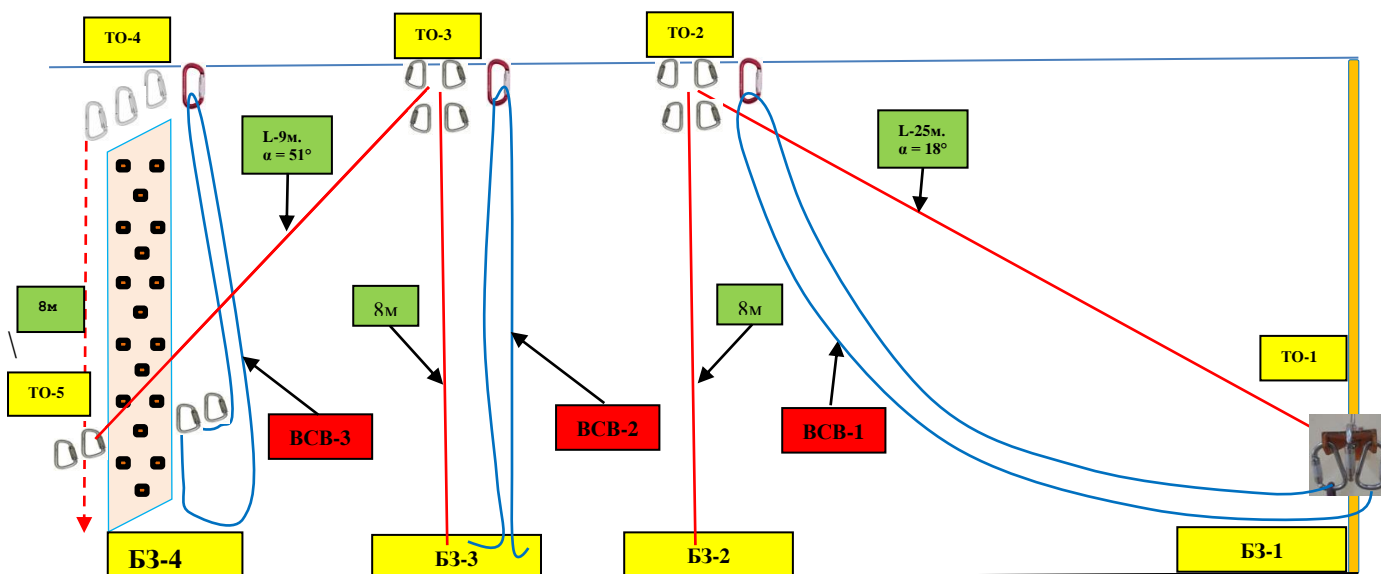 ТО-4
ТО-3
ТО-2
L-9м.
α = 51°
L-25м.
α = 18°
8м
8м
8м
ТО-1
ТО-5
ВСВ-3
ВСВ-2
ВСВ-1
БЗ-4
БЗ-3
БЗ-2
БЗ-1